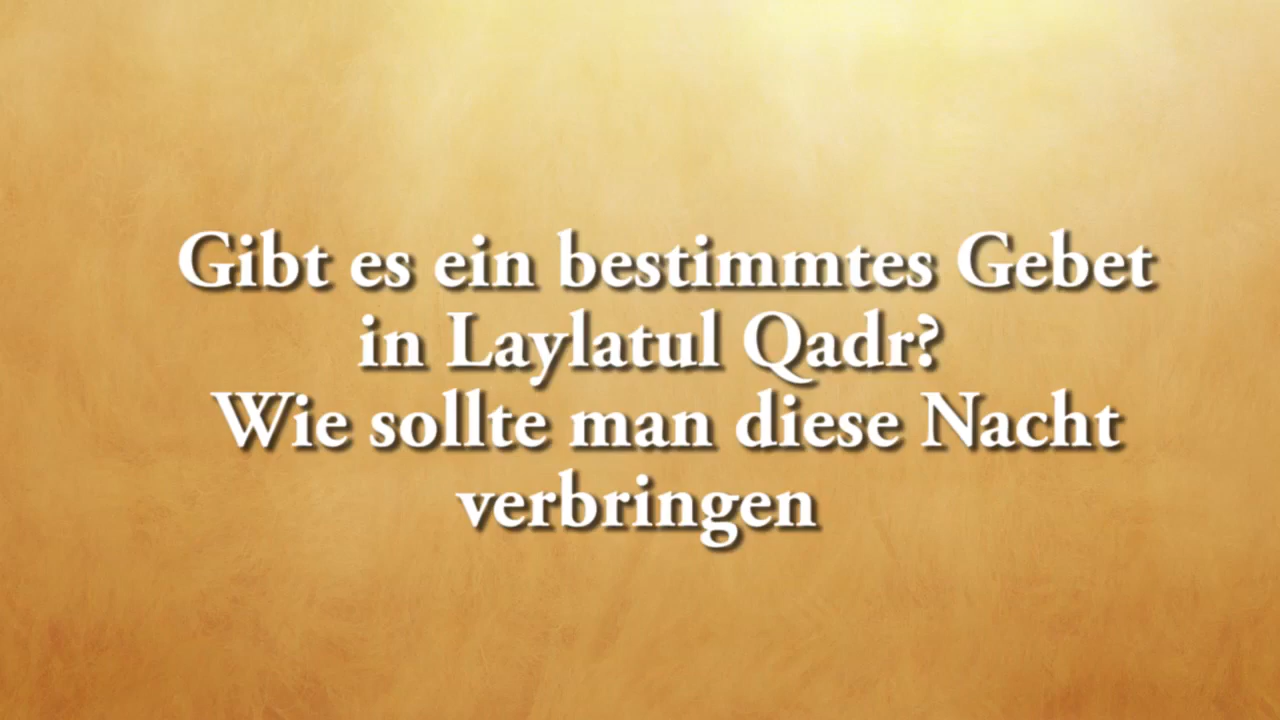 Gibt es ein bestimmtes Gebet
in Laylatul Qadr?
Wie sollte man diese Nacht
verbringen